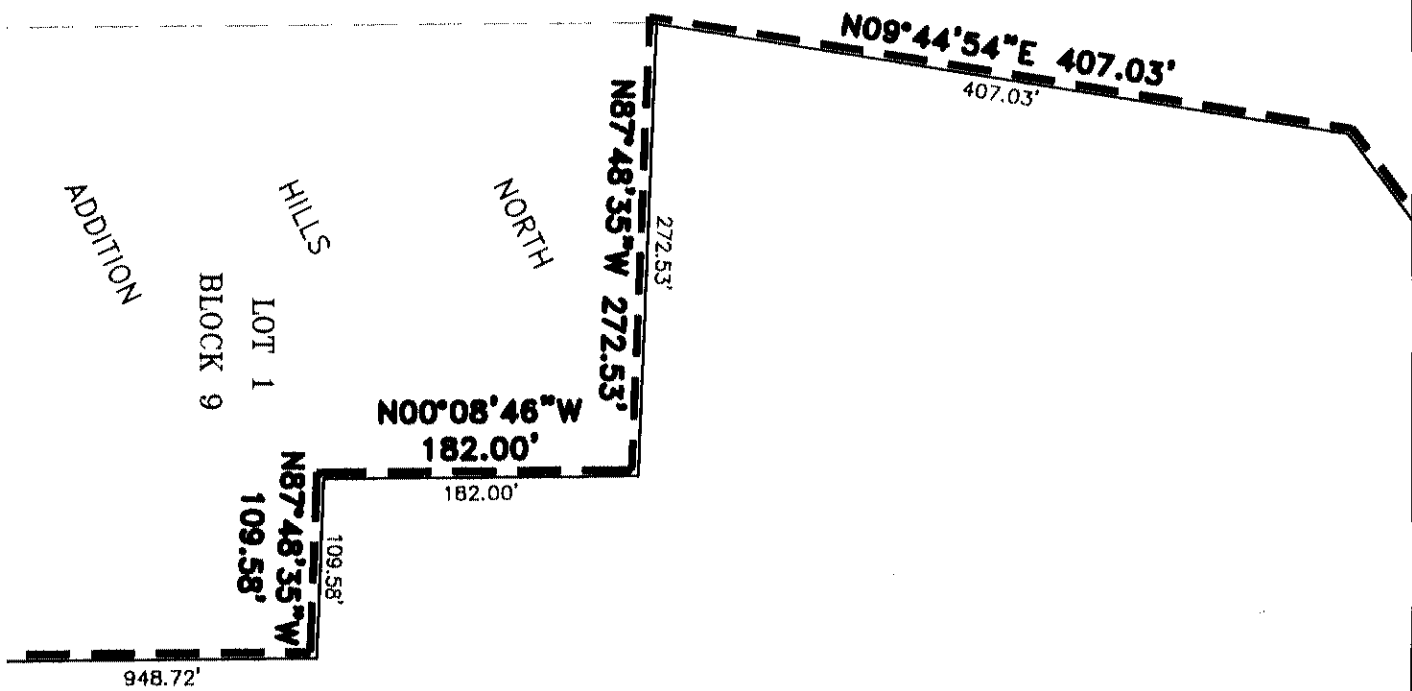 N09°44'54"E 407.03'
407.03'
N87°48'35"W 272.53'
272.53'
NORTH
HILLS
ADDITION
LOT 1
BLOCK 9
N00°08'46"W
182.00'
182.00'
N87°48'35"W
109.58'
109.58'
948.72'